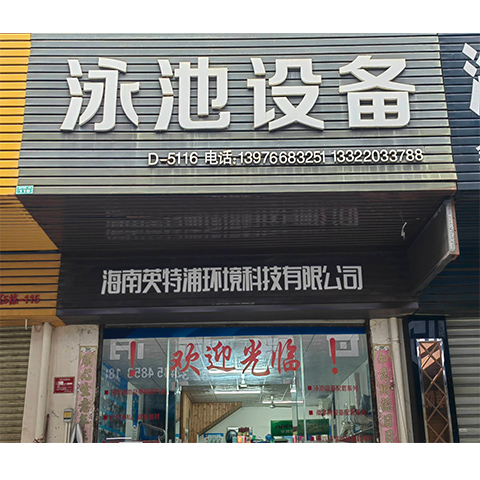 泳池设备
D-5116 电话:13976683251 13322033788
海南英特浦环境科技有限公司
！欢迎光临！